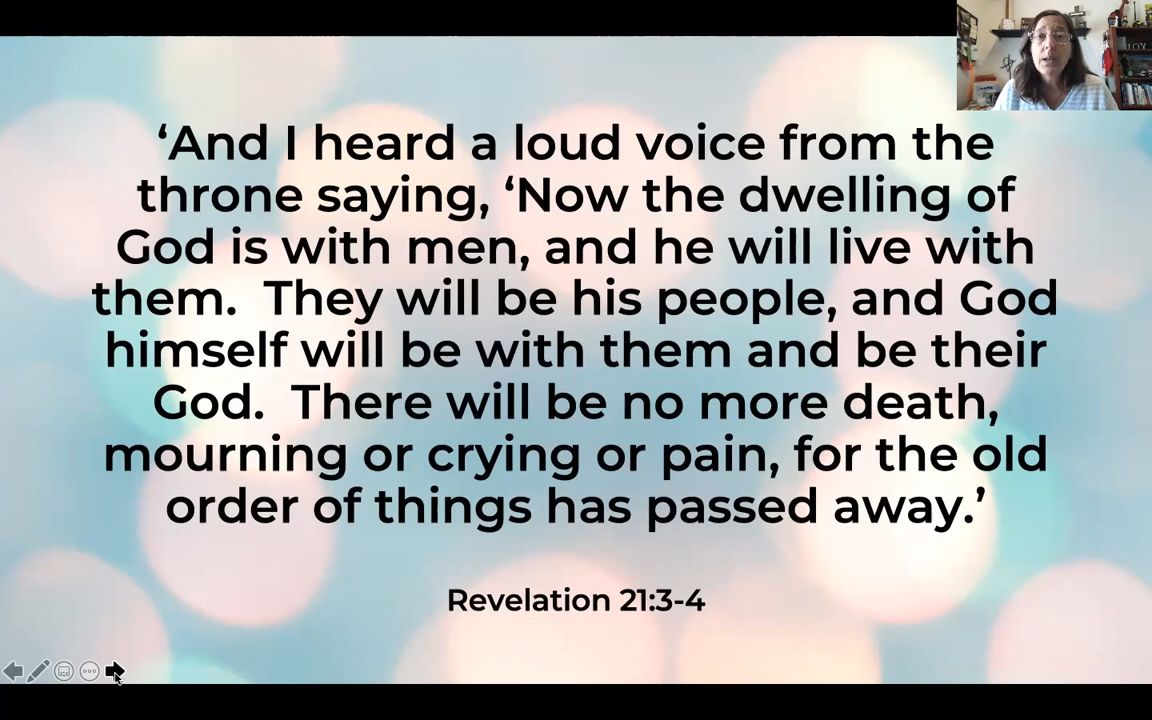 ‘And I heard a loud voice from the
throne saying, ‘Now the dwelling of
God is with men, and he will live with
them.  They will be his people, and God
himself will be with them and be their
God.  There will be no more death,
mourning or crying or pain, for the old
order of things has passed away.’
Revelation 21:3-4